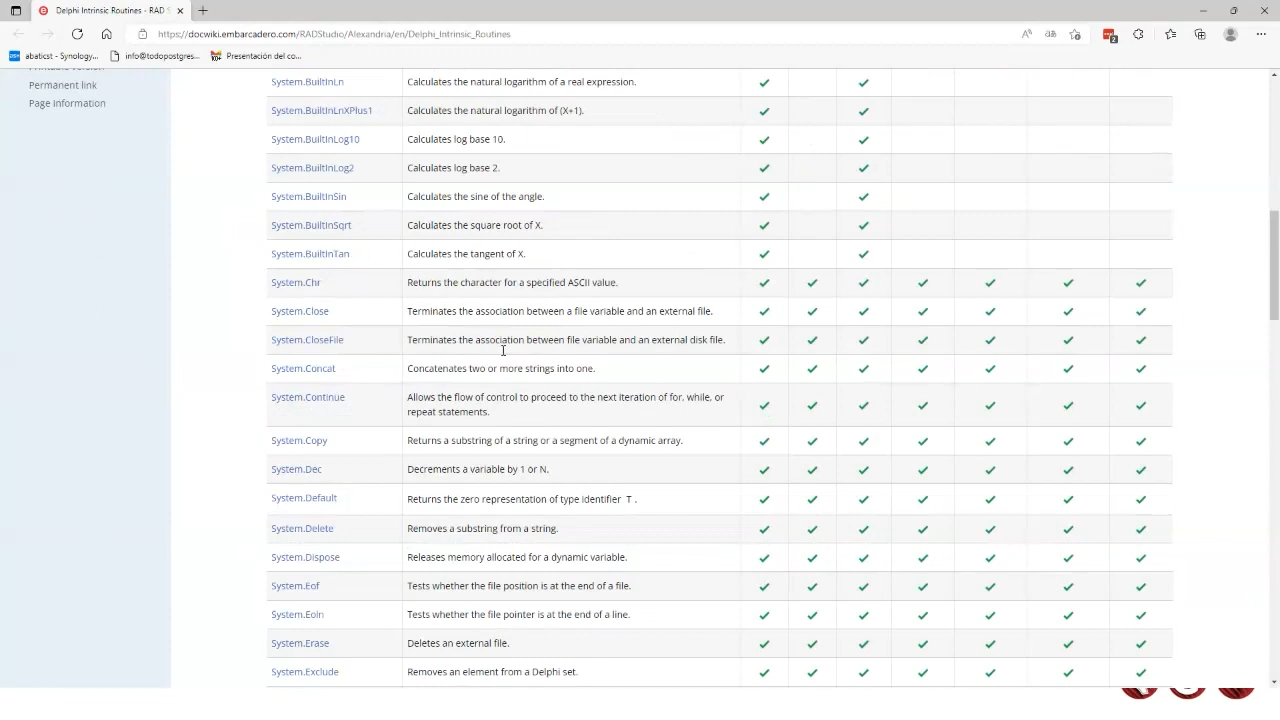 Delphi Intrinsic Routines - RAD S
https://docwiki.embarcadero.com/RADStudio/Alexandria/en/Delphi_Intrinsic_Routines
2
abaticst - Synology...
info@todopostgres...
Presentación del co...
Permanent link
Page information
System.BuiltInLn Calculates the natural logarithm of a real expression.
System.BuiltInLnXPlus1 Calculates the natural logarithm of (X+1).
System.BuiltInLog10 Calculates log base 10.
System.BuiltInLog2 Calculates log base 2.
System.BuiltInSin Calculates the sine of the angle.
System.BuiltInSqrt Calculates the square root of X.
System.BuiltInTan Calculates the tangent of X.
System.Chr Returns the character for a specified ASCII value.
System.Close Terminates the association between a file variable and an external file.
System.CloseFile Terminates the association between file variable and an external disk file.
System.Concat Concatenates two or more strings into one.
System.Continue Allows the flow of control to proceed to the next iteration of for, while, or
repeat statements.
System.Copy Returns a substring of a string or a segment of a dynamic array.
System.Dec Decrements a variable by 1 or N.
System.Default Returns the zero representation of type identifier T .
System.Delete Removes a substring from a string.
System.Dispose Releases memory allocated for a dynamic variable.
System.Eof Tests whether the file position is at the end of a file.
System.Eoln Tests whether the file pointer is at the end of a line.
System.Erase Deletes an external file.
System.Exclude Removes an element from a Delphi set.